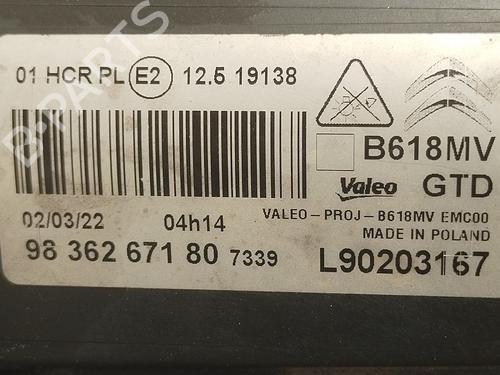 B-PARTS
01 HCR PL E2 12.5 19138
B618MV
Valeo GTD
02/03/22 04h14
VALEO-PROJ-B618MV EMC00
MADE IN POLAND
98 362 671 80 7339
L90203167